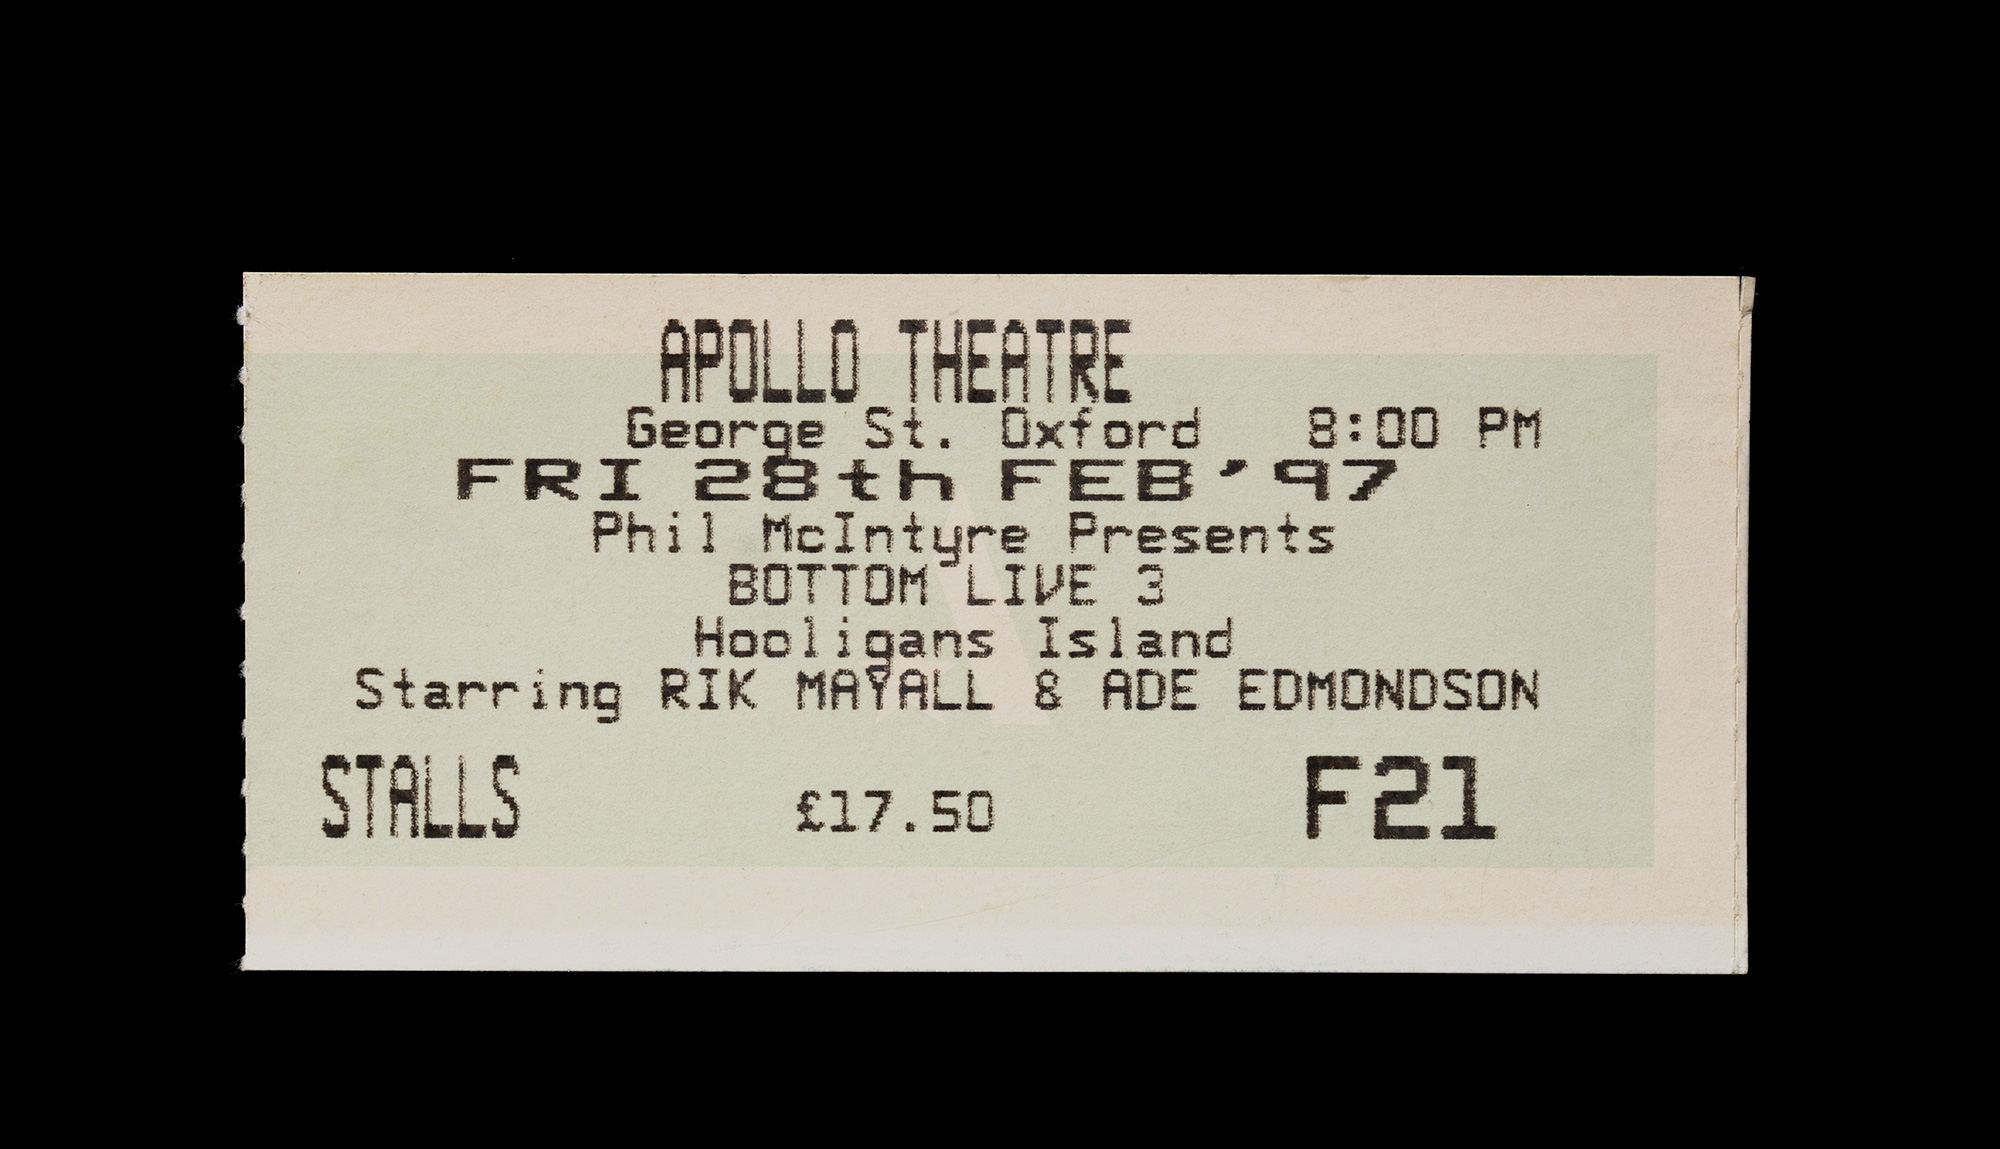 APOLLO THEATRE
George St. Oxford 8:00 PM
FRI 28th FEB'97
Phil McIntyre Presents
BOTTOM LIVE 3
Hooligans Island
Starring RIK MAYALL & ADE EDMONDSON
STALLS £17.50 F21